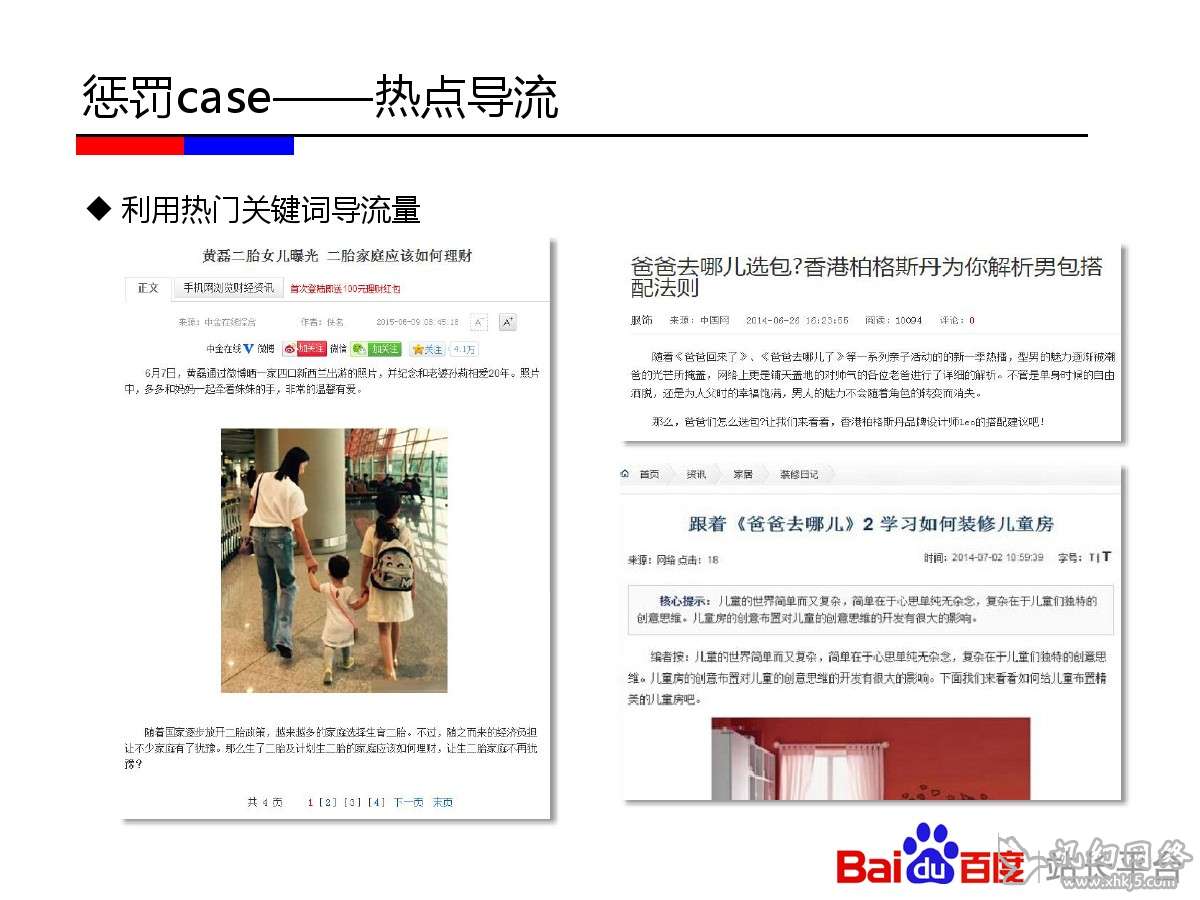 惩罚case——热点导流
◆ 利用热门关键词导流量
黄磊二胎女儿曝光 二胎家庭应该如何理财
正文 手机网浏览财经资讯 首次登陆即送100元理财红包
来源:中金在线综合 作者:佚名 2015-06-09 08:45:18 A- A+
中金在线 微博 加关注 微信 加关注 关注 4.1万
6月7日,黄磊通过微博晒一家四口新西兰出游的照片,并纪念和老婆孙莉相爱20年。照片
中,多多和妈妈一起牵着妹妹的手,非常的温馨有爱。
随着国家逐步放开二胎政策,越来越多的家庭选择生育二胎。不过,随之而来的经济负担
让不少家庭有了犹豫。那么生了二胎及计划生二胎的家庭应该如何理财,让生二胎家庭不再犹
豫?
共 4 页 1 [2] [3] [4] 下一页 末页
爸爸去哪儿选包?香港柏格斯丹为你解析男包搭
配法则
服饰 来源:中国网 2014-06-26 16:23:55 阅读:10094 评论:0
随着《爸爸回来了》、《爸爸去哪儿了》等一系列亲子活动的的新一季热播,型男的魅力逐渐被潮
爸的光芒所掩盖,网络上更是铺天盖地的对帅气的各位老爸进行了详细的解析。不管是单身时候的自由
洒脱,还是为人父时的幸福饱满,男人的魅力不会随着角色的转变而消失。
那么,爸爸们怎么选包?让我们来看看,香港柏格斯丹品牌设计师leo的搭配建议吧!
首页 资讯 家居 装修日记
跟着《爸爸去哪儿》2 学习如何装修儿童房
来源:网络 点击:18 时间:2014-07-02 10:59:39 字号:T|T
核心提示:儿童的世界简单而又复杂,简单在于心思单纯无杂念,复杂在于儿童们独特的
创意思维。儿童房的创意布置对儿童的创意思维的开发有很大的影响。
编者按:儿童的世界简单而又复杂,简单在于心思单纯无杂念,复杂在于儿童们独特的创意思
维。儿童房的创意布置对儿童的创意思维的开发有很大的影响。下面我们来看看如何给儿童布置精
美的儿童房吧。
Bai du 百度 站长平台
www.xhkj5.com